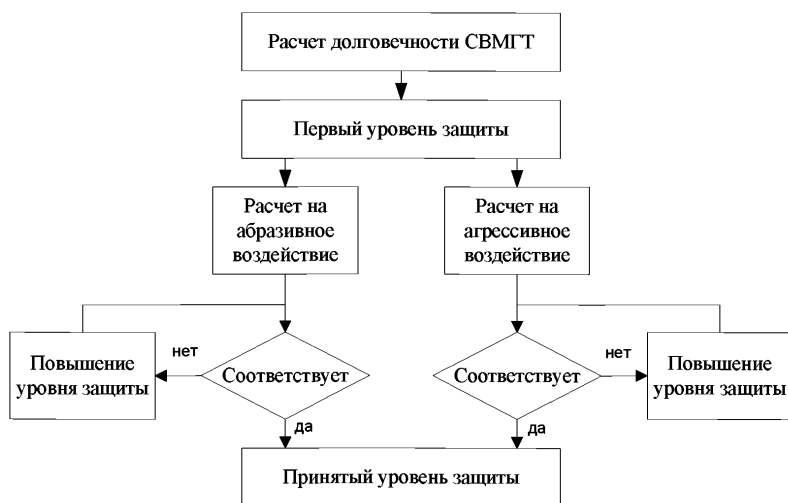 Расчет долговечности СВМГТ
Первый уровень защиты
Расчет на
абразивное
воздействие
Расчет на
агрессивное
воздействие
Повышение
уровня защиты
нет
Соответствует
Соответствует
нет
Повышение
уровня защиты
да
да
Принятый уровень защиты